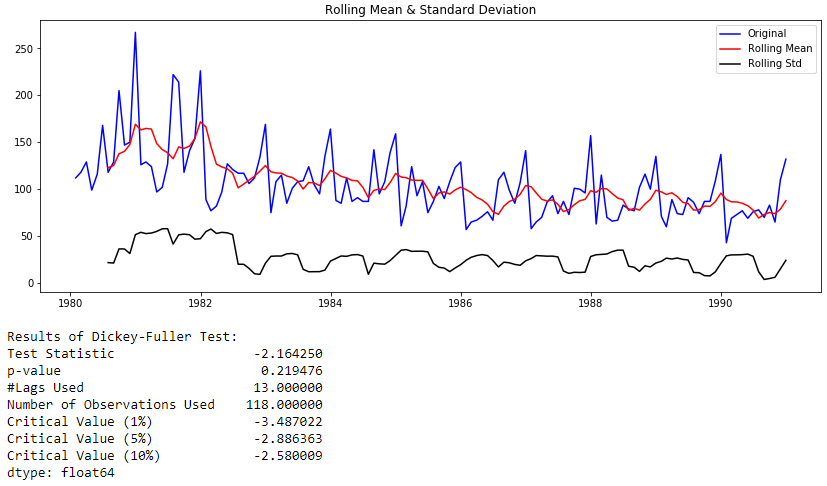 Rolling Mean & Standard Deviation
Original
Rolling Mean
Rolling Std
250
200
150
100
50
0
1980 1982 1984 1986 1988 1990
Results of Dickey-Fuller Test:
Test Statistic -2.164250
p-value 0.219476
#Lags Used 13.000000
Number of Observations Used 118.000000
Critical Value (1%) -3.487022
Critical Value (5%) -2.886363
Critical Value (10%) -2.580009
dtype: float64